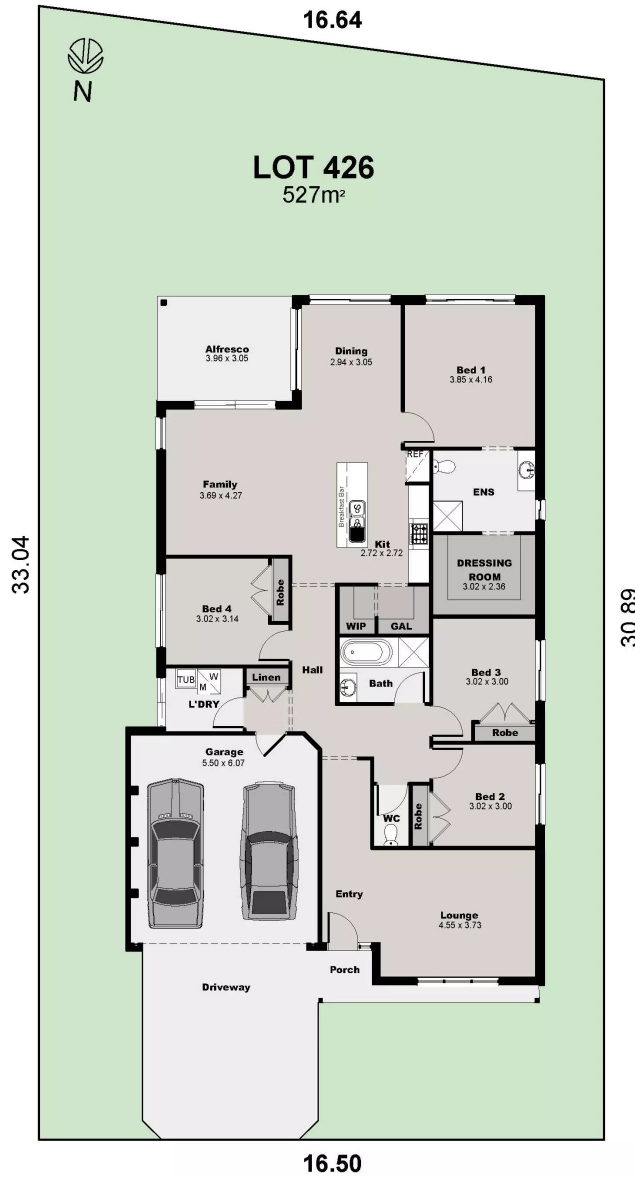 16.64
N
LOT 426
527m²
Alfresco
3.96 x 3.05
Dining
2.94 x 3.05
Bed 1
3.85 x 4.16
REF
Family
3.69 x 4.27
Breakfast Bar
ENS
Kit
2.72 x 2.72
33.04
30.89
DRESSING
ROOM
3.02 x 2.36
Bed 4
3.02 x 3.14
Robe
WIP
GAL
Hall
Bath
Bed 3
3.02 x 3.00
Robe
Linen
TUB
W
M
L'DRY
Garage
5.50 x 6.07
Bed 2
3.02 x 3.00
Robe
WC
Entry
Lounge
4.55 x 3.73
Porch
Driveway
16.50